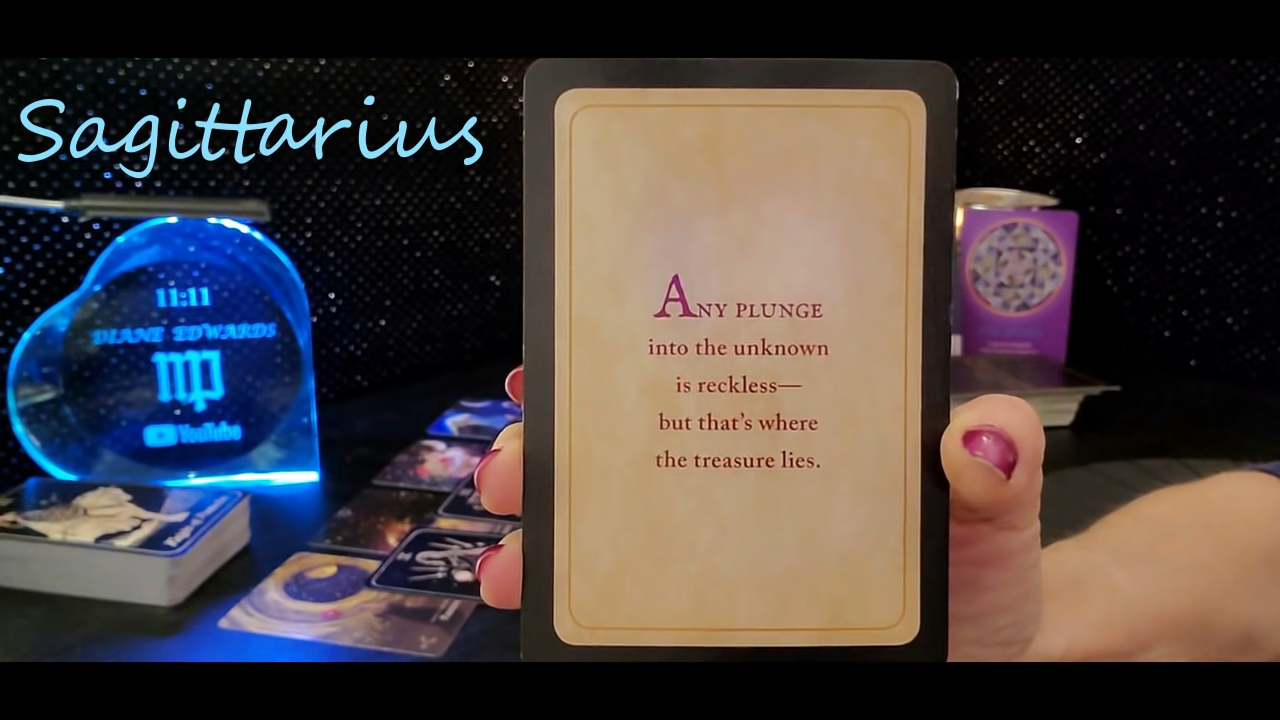 Sagittarius
11:11
DIANE EDWARDS
YouTube
ANY PLUNGE
into the unknown
is reckless—
but that's where
the treasure lies.